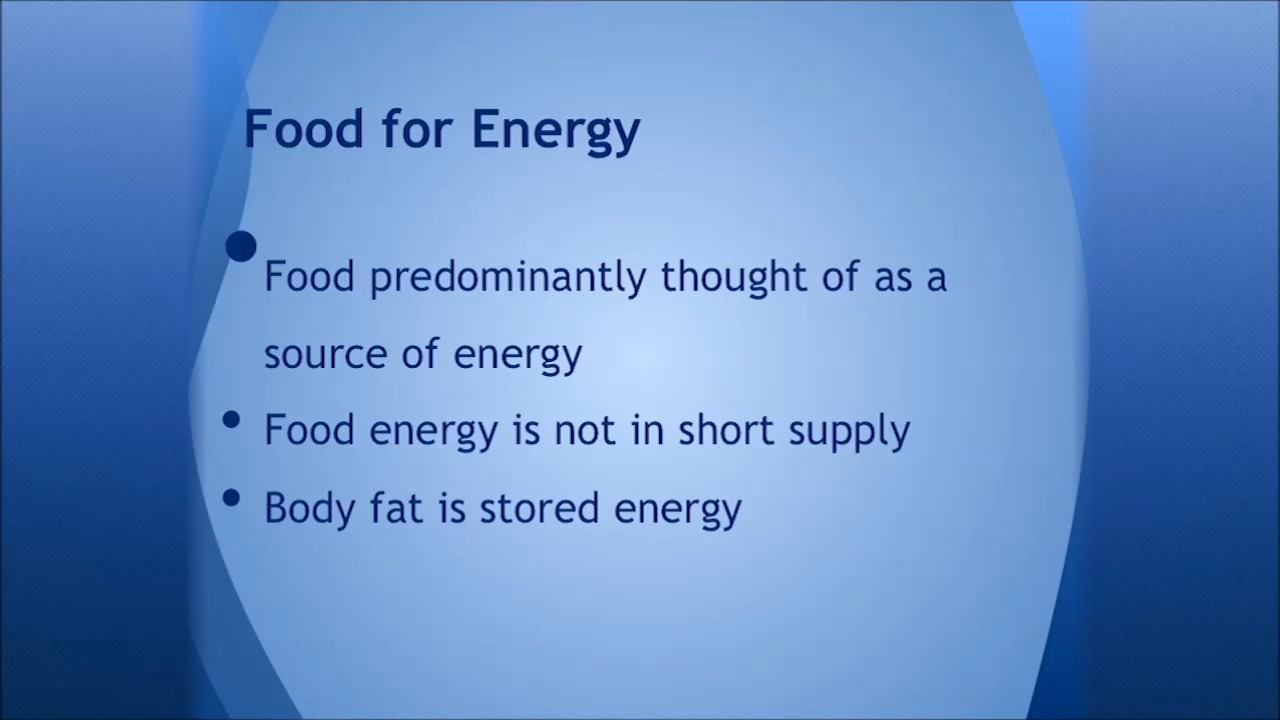 Food for Energy
• Food predominantly thought of as a
source of energy
• Food energy is not in short supply
• Body fat is stored energy